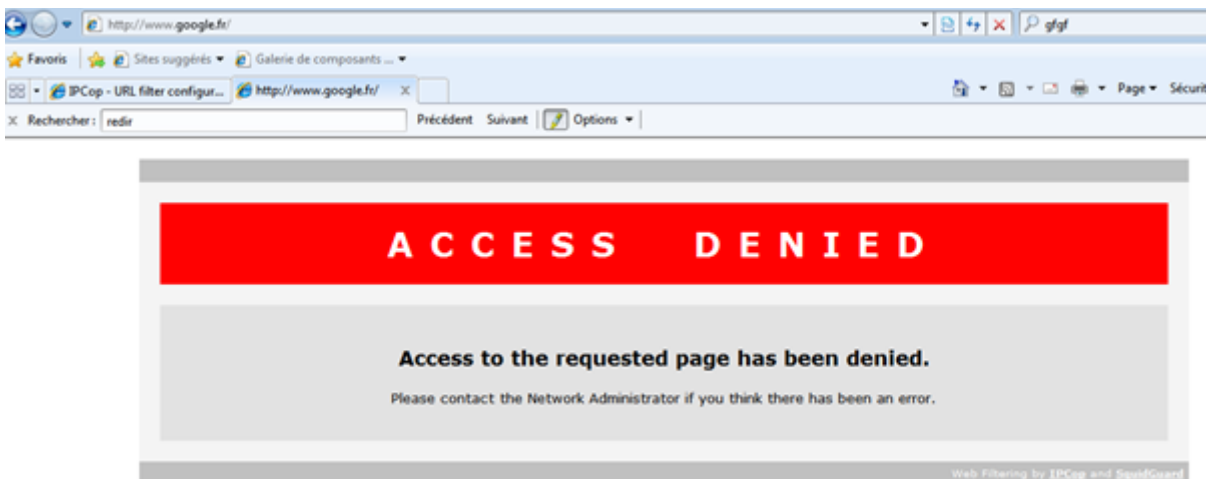 http://www.google.fr/ gfgf
Favoris Sites suggérés Galerie de composants ...
IPCop - URL filter configur... http://www.google.fr/ x Page Sécurit
x Rechercher : redir Précédent Suivant Options
ACCESS DENIED
Access to the requested page has been denied.
Please contact the Network Administrator if you think there has been an error.
Web Filtering by IPCop and SquidGuard